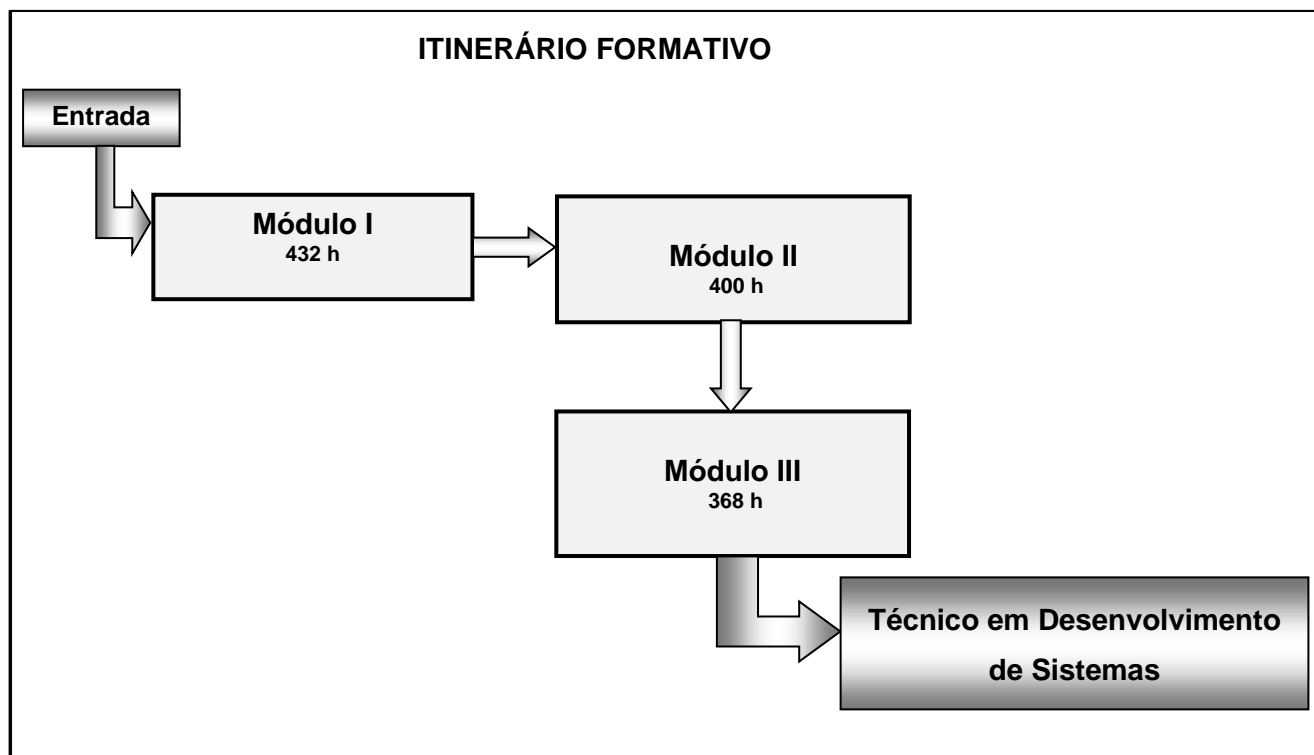 ITINERÁRIO FORMATIVO
Entrada
Módulo I
432 h
Módulo II
400 h
Módulo III
368 h
Técnico em Desenvolvimento
de Sistemas